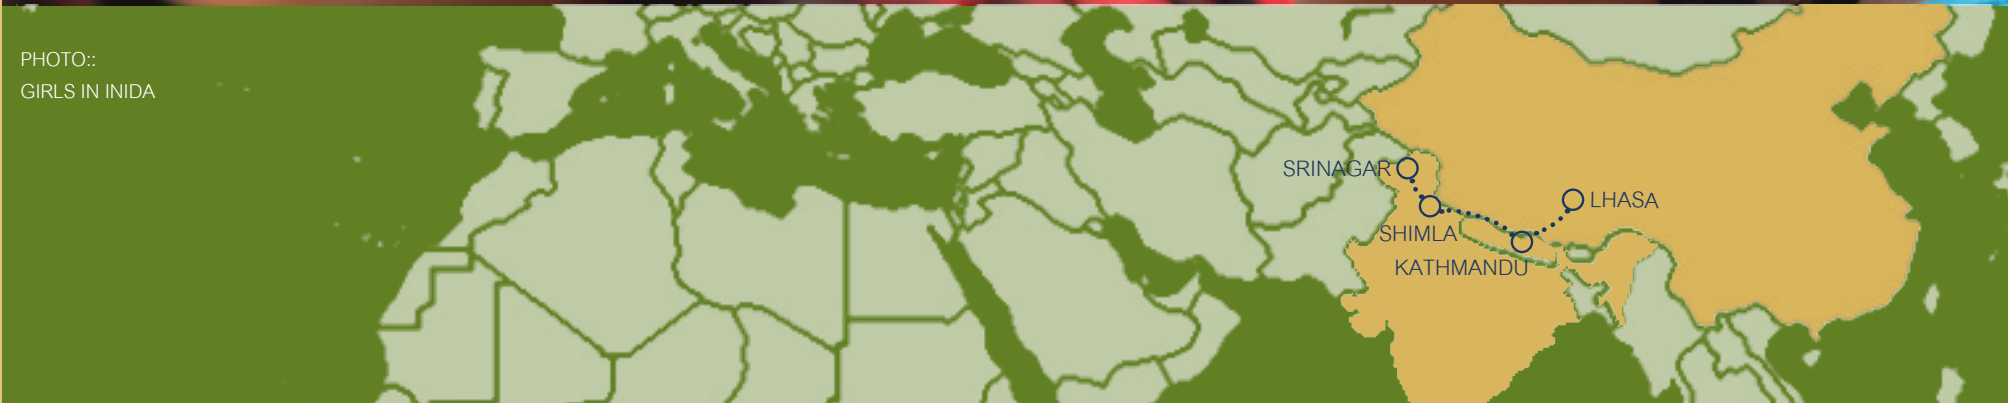 PHOTO::
GIRLS IN INIDA
SRINAGAR
LHASA
SHIMLA
KATHMANDU